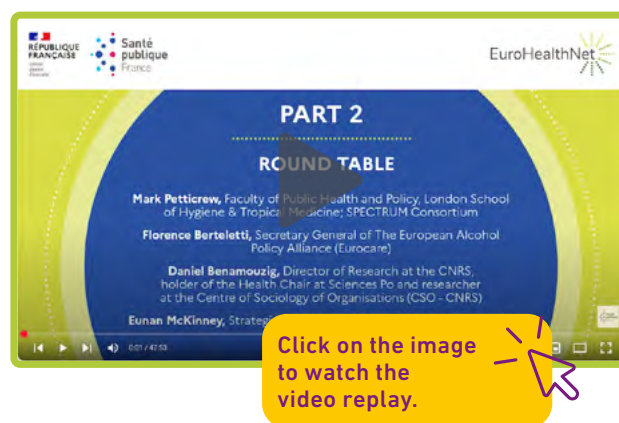 RÉPUBLIQUE
FRANÇAISE
Santé
publique
France
EuroHealthNet
PART 2
ROUND TABLE
Mark Petticrew, Faculty of Public Health and Policy, London School
of Hygiene & Tropical Medicine; SPECTRUM Consortium
Florence Berteletti, Secretary General of The European Alcohol
Policy Alliance (Eurocare)
Daniel Benamouzig, Director of Research at the CNRS,
holder of the Health Chair at Sciences Po and researcher
at the Centre of Sociology of Organisations (CSO - CNRS)
Eunan McKinney,
0:01 / 47:53
Click on the image
to watch the
video replay.